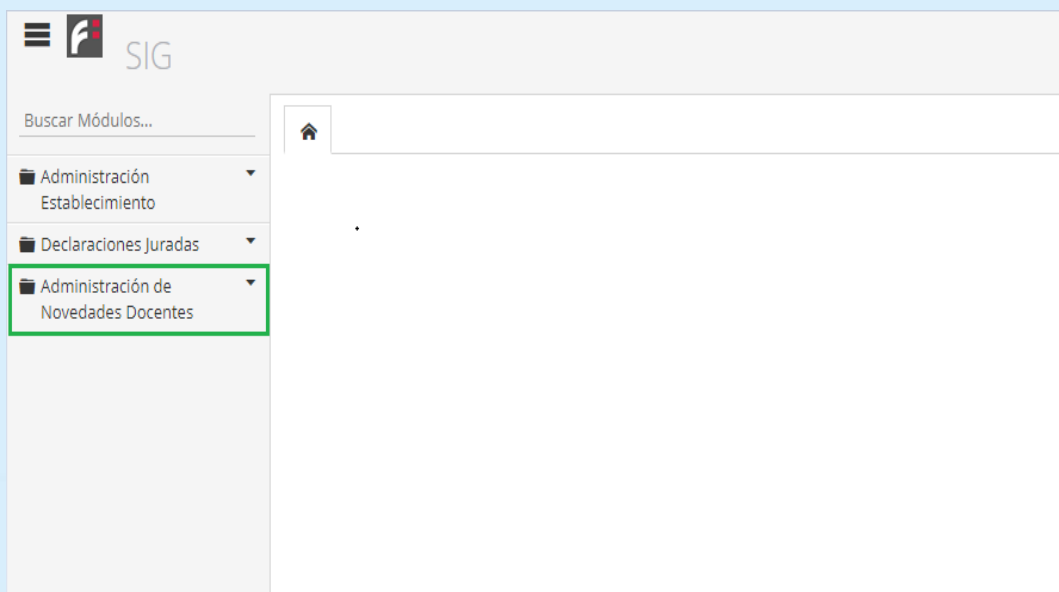 SIG
Buscar Módulos...
Administración
Establecimiento
Declaraciones Juradas
Administración de
Novedades Docentes